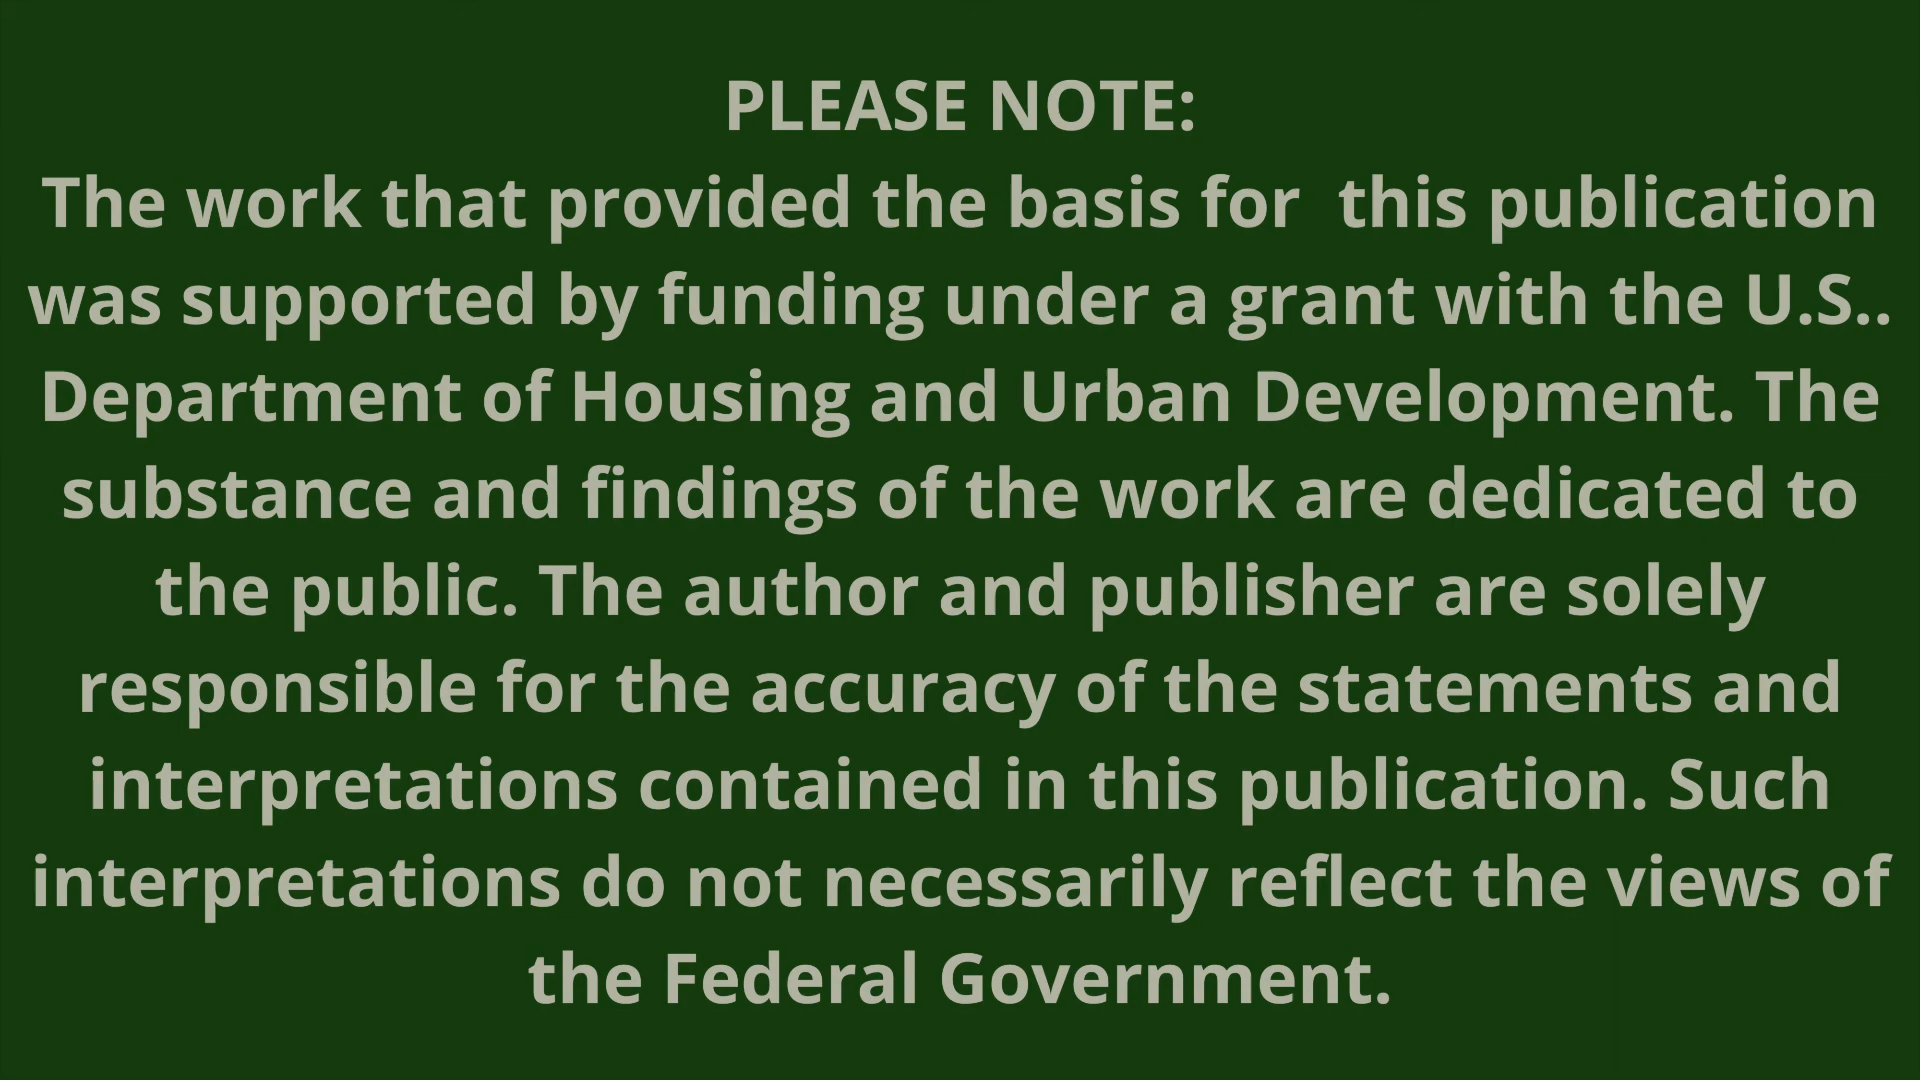 PLEASE NOTE:
The work that provided the basis for  this publication
was supported by funding under a grant with the U.S..
Department of Housing and Urban Development. The
substance and findings of the work are dedicated to
the public. The author and publisher are solely
responsible for the accuracy of the statements and
interpretations contained in this publication. Such
interpretations do not necessarily reflect the views of
the Federal Government.